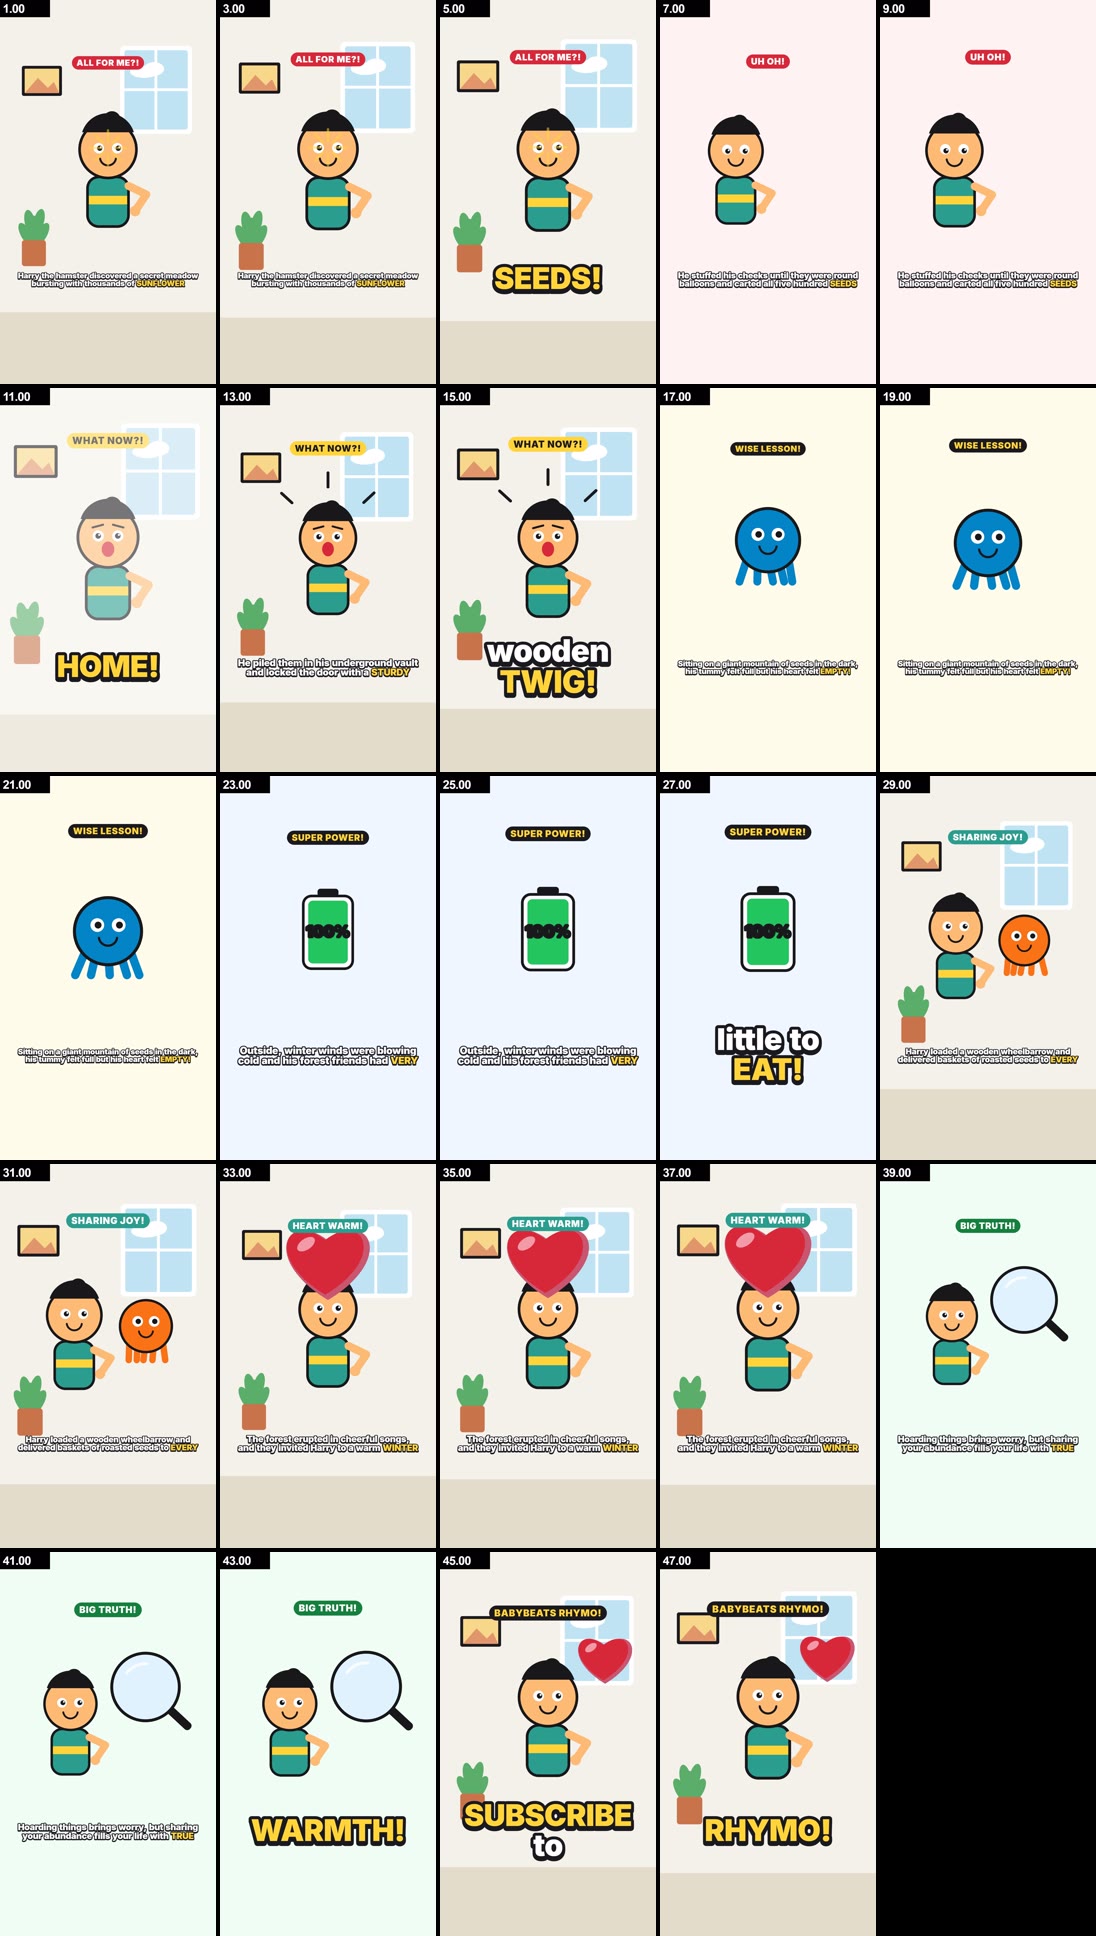 1.00
ALL FOR ME?!
Harry the hamster discovered a secret meadow
bursting with thousands of SUNFLOWER
3.00
ALL FOR ME?!
Harry the hamster discovered a secret meadow
bursting with thousands of SUNFLOWER
5.00
ALL FOR ME?!
SEEDS!
7.00
UH OH!
He stuffed his cheeks until they were round
balloons and carted all five hundred SEEDS
9.00
UH OH!
He stuffed his cheeks until they were round
balloons and carted all five hundred SEEDS
11.00
WHAT NOW?!
HOME!
13.00
WHAT NOW?!
He piled them in his underground vault
and locked the door with a STURDY
15.00
WHAT NOW?!
wooden
TWIG!
17.00
WISE LESSON!
Sitting on a giant mountain of seeds in the dark,
his tummy felt full but his heart felt EMPTY!
19.00
WISE LESSON!
Sitting on a giant mountain of seeds in the dark,
his tummy felt full but his heart felt EMPTY!
21.00
WISE LESSON!
Sitting on a giant mountain of seeds in the dark,
his tummy felt full but his heart felt EMPTY!
23.00
SUPER POWER!
100%
Outside, winter winds were blowing
cold and his forest friends had VERY
25.00
SUPER POWER!
100%
Outside, winter winds were blowing
cold and his forest friends had VERY
27.00
SUPER POWER!
100%
little to
EAT!
29.00
SHARING JOY!
Harry loaded a wooden wheelbarrow and
delivered baskets of roasted seeds to EVERY
31.00
SHARING JOY!
Harry loaded a wooden wheelbarrow and
delivered baskets of roasted seeds to EVERY
33.00
HEART WARM!
The forest erupted in cheerful songs,
and they invited Harry to a warm WINTER
35.00
HEART WARM!
The forest erupted in cheerful songs,
and they invited Harry to a warm WINTER
37.00
HEART WARM!
The forest erupted in cheerful songs,
and they invited Harry to a warm WINTER
39.00
BIG TRUTH!
Hoarding things brings worry, but sharing
your abundance fills your life with TRUE
41.00
BIG TRUTH!
Hoarding things brings worry, but sharing
your abundance fills your life with TRUE
43.00
BIG TRUTH!
WARMTH!
45.00
BABYBEATS RHYMO!
SUBSCRIBE
to
47.00
BABYBEATS RHYMO!
RHYMO!